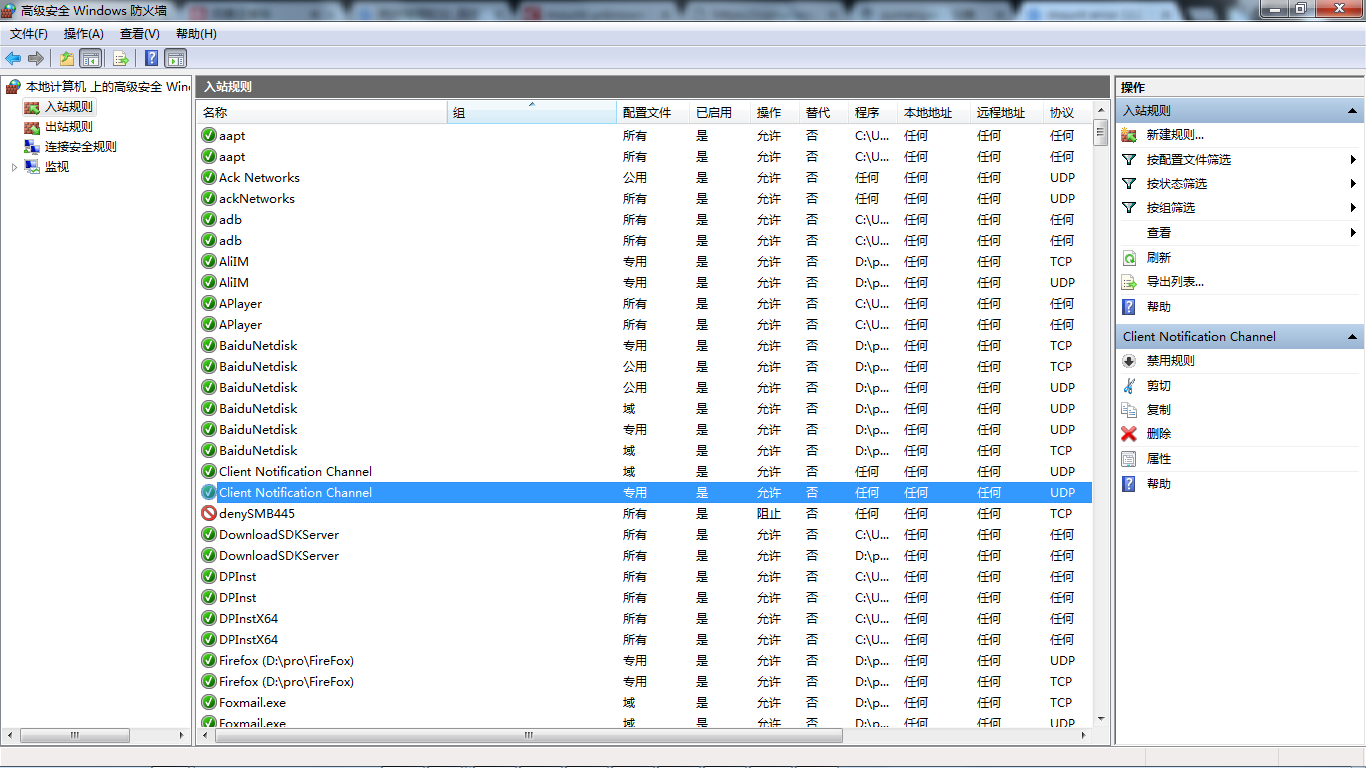 高级安全 Windows 防火墙
文件(F) 操作(A) 查看(V) 帮助(H)
本地计算机 上的高级安全 Win
入站规则
出站规则
连接安全规则
监视
入站规则
名称 组 配置文件 已启用 操作 替代 程序 本地地址 远程地址 协议
aapt 所有 是 允许 否 C:\U... 任何 任何 任何
aapt 所有 是 允许 否 C:\U... 任何 任何 任何
Ack Networks 公用 是 允许 否 任何 任何 任何 UDP
ackNetworks 所有 是 允许 否 任何 任何 任何 UDP
adb 所有 是 允许 否 C:\U... 任何 任何 任何
adb 所有 是 允许 否 C:\U... 任何 任何 任何
AliIM 专用 是 允许 否 D:\p... 任何 任何 TCP
AliIM 专用 是 允许 否 D:\p... 任何 任何 UDP
APlayer 所有 是 允许 否 C:\U... 任何 任何 任何
APlayer 所有 是 允许 否 C:\U... 任何 任何 任何
BaiduNetdisk 专用 是 允许 否 D:\p... 任何 任何 TCP
BaiduNetdisk 公用 是 允许 否 D:\p... 任何 任何 TCP
BaiduNetdisk 公用 是 允许 否 D:\p... 任何 任何 UDP
BaiduNetdisk 域 是 允许 否 D:\p... 任何 任何 UDP
BaiduNetdisk 专用 是 允许 否 D:\p... 任何 任何 UDP
BaiduNetdisk 域 是 允许 否 D:\p... 任何 任何 TCP
Client Notification Channel 域 是 允许 否 任何 任何 任何 UDP
Client Notification Channel 专用 是 允许 否 任何 任何 任何 UDP
denySMB445 所有 是 阻止 否 任何 任何 任何 TCP
DownloadSDKServer 所有 是 允许 否 C:\U... 任何 任何 任何
DownloadSDKServer 所有 是 允许 否 D:\p... 任何 任何 任何
DPInst 所有 是 允许 否 C:\U... 任何 任何 任何
DPInst 所有 是 允许 否 C:\U... 任何 任何 任何
DPInstX64 所有 是 允许 否 C:\U... 任何 任何 任何
DPInstX64 所有 是 允许 否 C:\U... 任何 任何 任何
Firefox (D:\pro\FireFox) 专用 是 允许 否 D:\p... 任何 任何 UDP
Firefox (D:\pro\FireFox) 专用 是 允许 否 D:\p... 任何 任何 TCP
Foxmail.exe 域 是 允许 否 D:\p... 任何 任何 TCP
Foxmail.exe 域 是 允许 否 D:\p... 任何 任何 UDP
操作
入站规则
新建规则...
按配置文件筛选
按状态筛选
按组筛选
查看
刷新
导出列表...
帮助
Client Notification Channel
禁用规则
剪切
复制
删除
属性
帮助